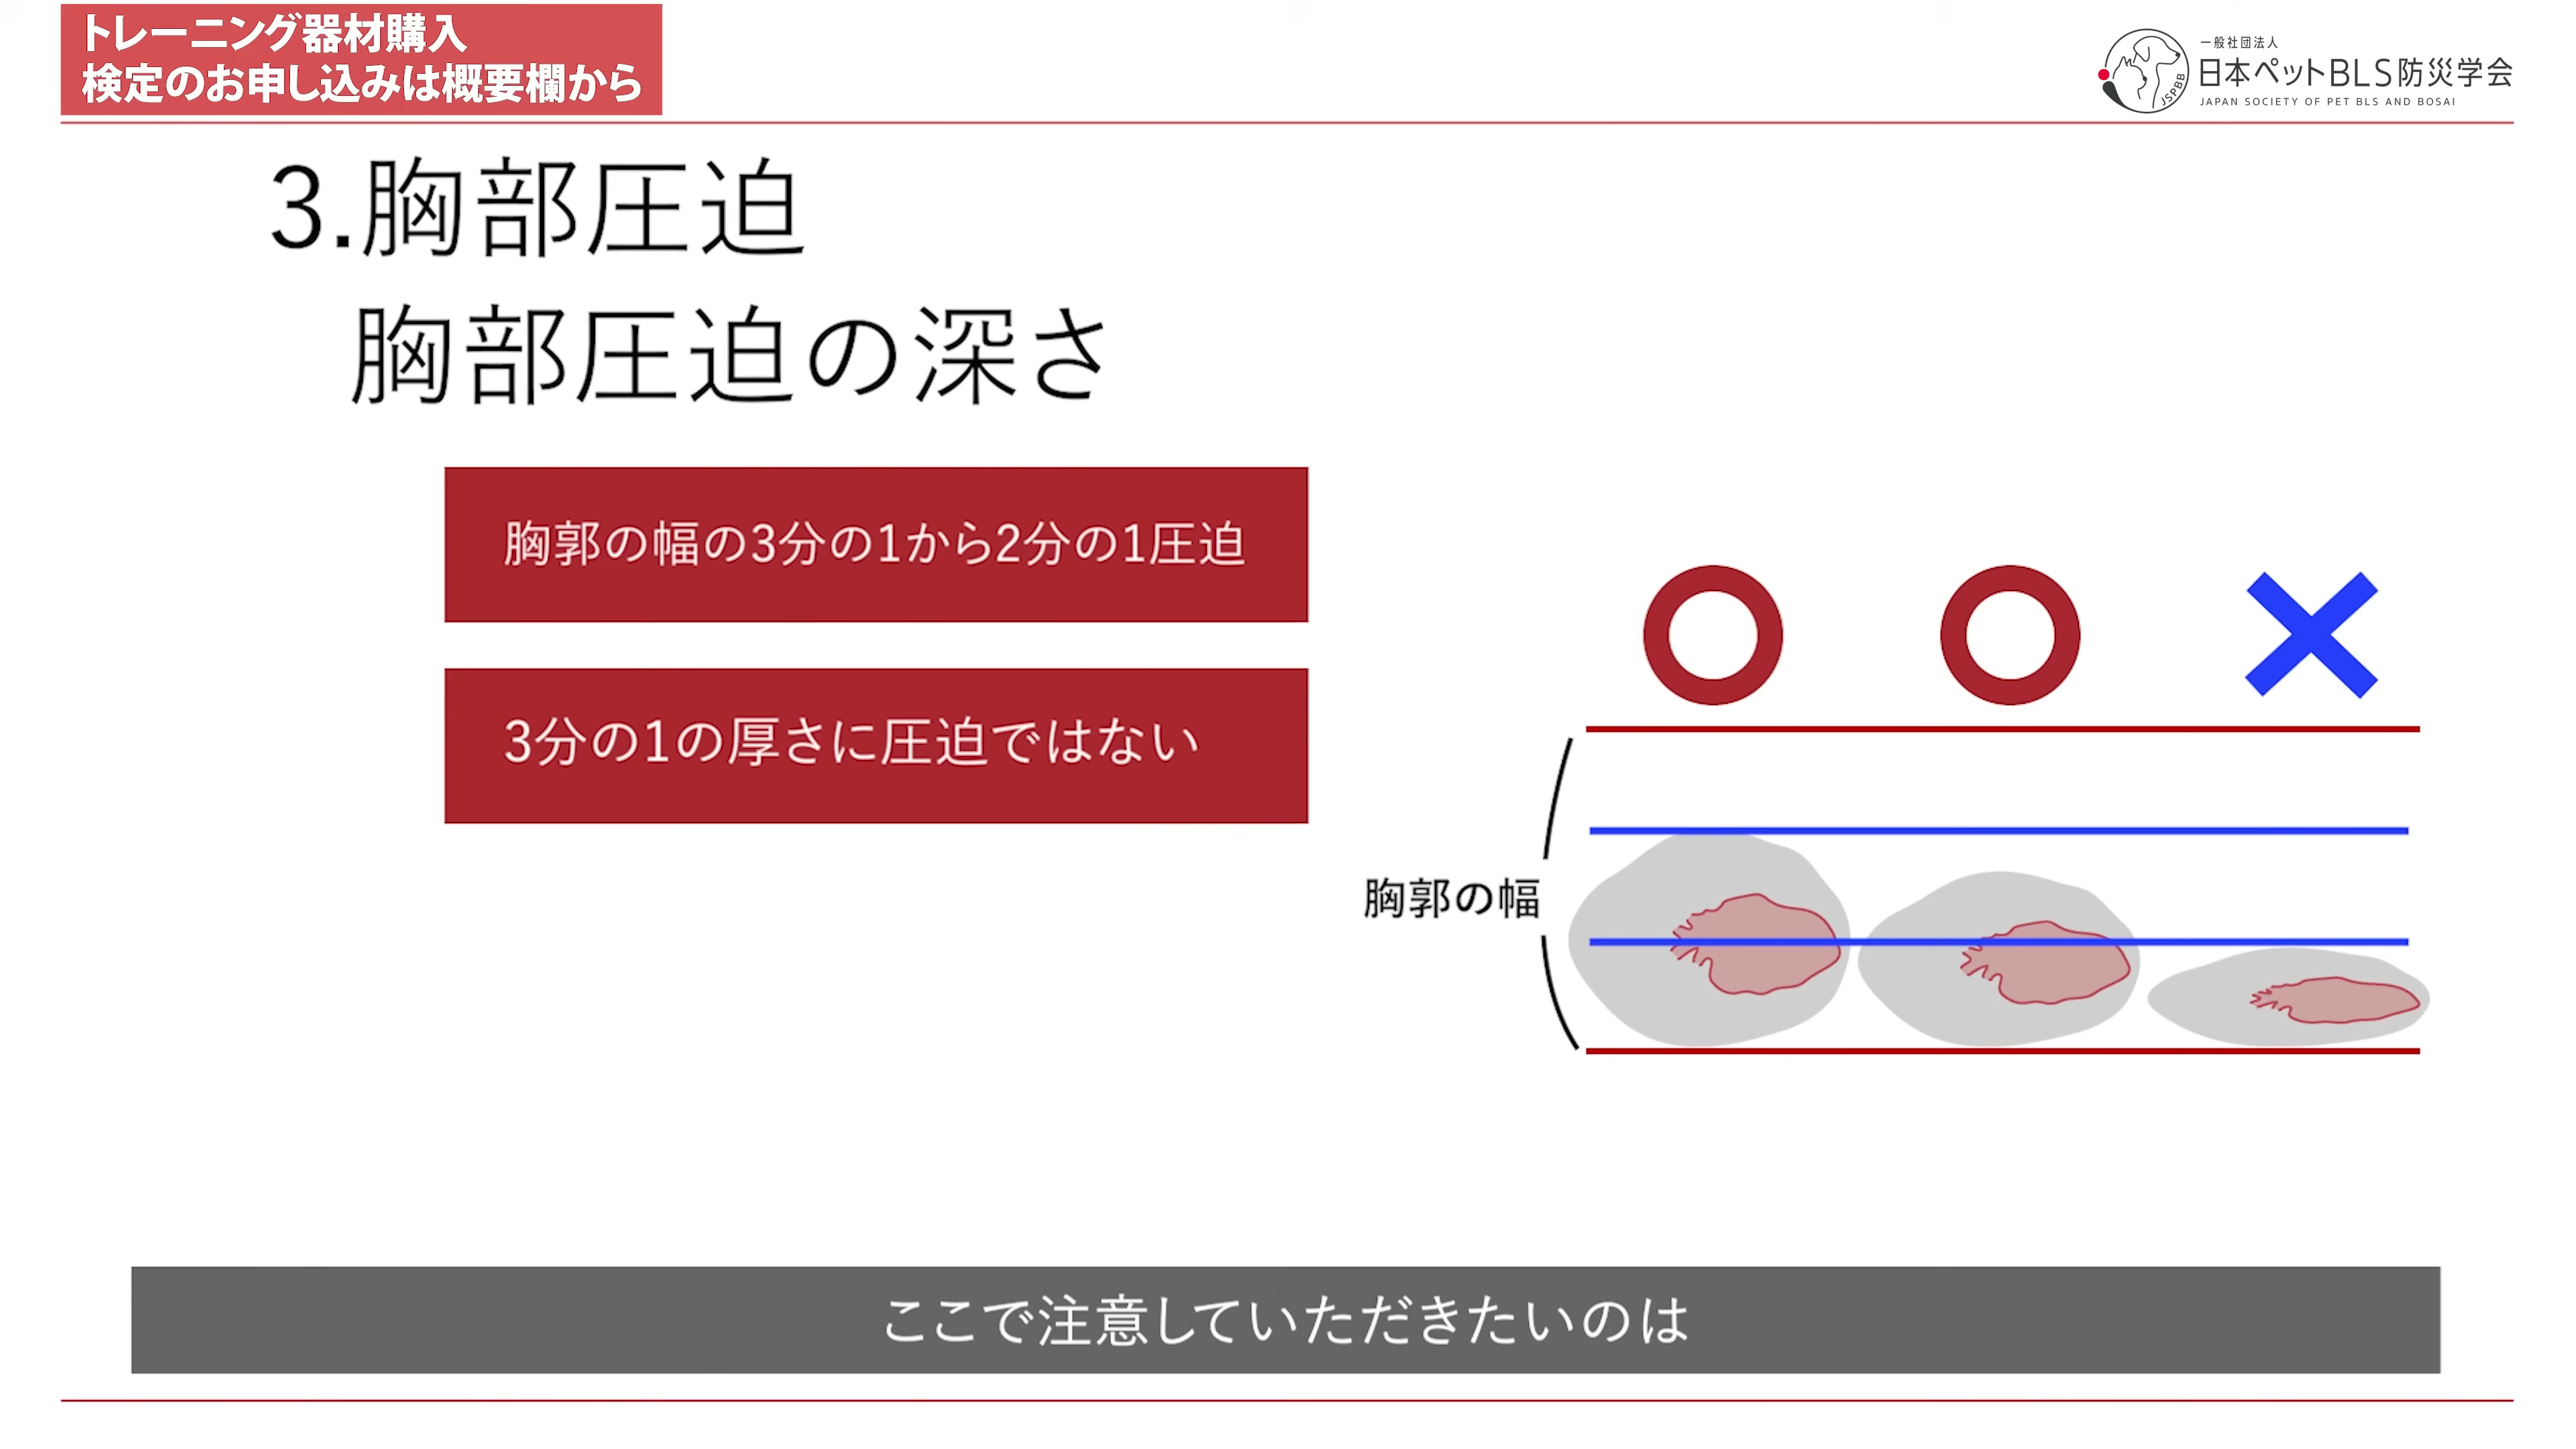 トレーニング器材購入
検定のお申し込みは概要欄から
一般社団法人
日本ペットBLS防災学会
JAPAN SOCIETY OF PET BLS AND BOSAI
JSPBB
3.胸部圧迫
胸部圧迫の深さ
胸郭の幅の3分の1から2分の1圧迫
3分の1の厚さに圧迫ではない
胸郭の幅
ここで注意していただきたいのは